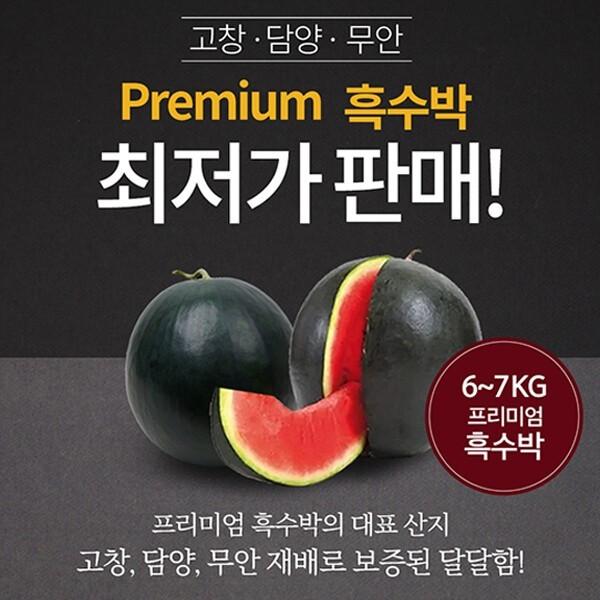 고창·담양·무안
Premium 흑수박
최저가 판매!
6~7KG
프리미엄
흑수박
프리미엄 흑수박의 대표 산지
고창, 담양, 무안 재배로 보증된 달달함!